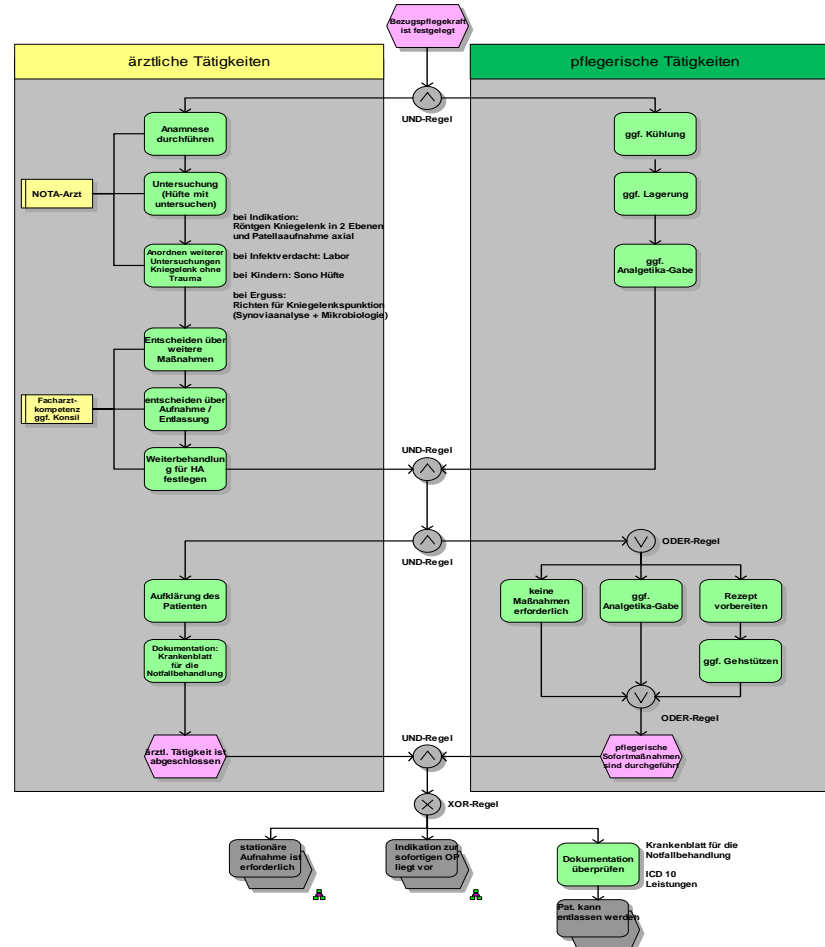 Bezugspflegekraft
ist festgelegt
ärztliche Tätigkeiten
pflegerische Tätigkeiten
UND-Regel
Anamnese
durchführen
ggf. Kühlung
NOTA-Arzt
Untersuchung
(Hüfte mit
untersuchen)
ggf. Lagerung
bei Indikation:
Röntgen Kniegelenk in 2 Ebenen
und Patellaaufnahme axial
bei Infektverdacht: Labor
bei Kindern: Sono Hüfte
bei Erguss:
Richten für Kniegelenkspunktion
(Synoviaanalyse + Mikrobiologie)
Anordnen weiterer
Untersuchungen
Kniegelenk ohne
Trauma
ggf.
Analgetika-Gabe
Entscheiden über
weitere
Maßnahmen
Facharzt-
kompetenz
ggf. Konsil
entscheiden über
Aufnahme /
Entlassung
Weiterbehandlun
g für HA
festlegen
UND-Regel
UND-Regel
ODER-Regel
Aufklärung des
Patienten
keine
Maßnahmen
erforderlich
ggf.
Analgetika-Gabe
Rezept
vorbereiten
Dokumentation:
Krankenblatt
für die
Notfallbehandlung
ggf. Gehstützen
ODER-Regel
ärztl. Tätigkeit ist
abgeschlossen
UND-Regel
pflegerische
Sofortmaßnahmen
sind durchgeführt
XOR-Regel
stationäre
Aufnahme ist
erforderlich
Indikation zur
sofortigen OP
liegt vor
Dokumentation
überprüfen
Krankenblatt für die
Notfallbehandlung
ICD 10
Leistungen
Pat. kann
entlassen werden